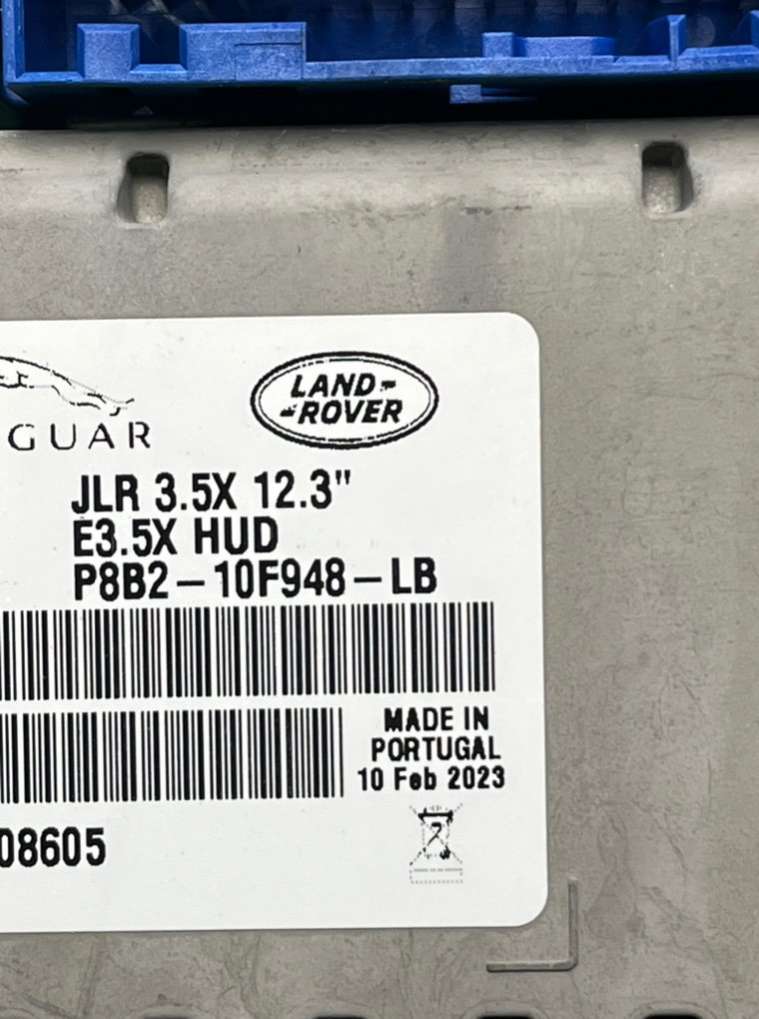 LAND-
-ROVER
GUAR
JLR 3.5X 12.3"
E3.5X HUD
P8B2-10F948-LB
MADE IN
PORTUGAL
10 Feb 2023
08605